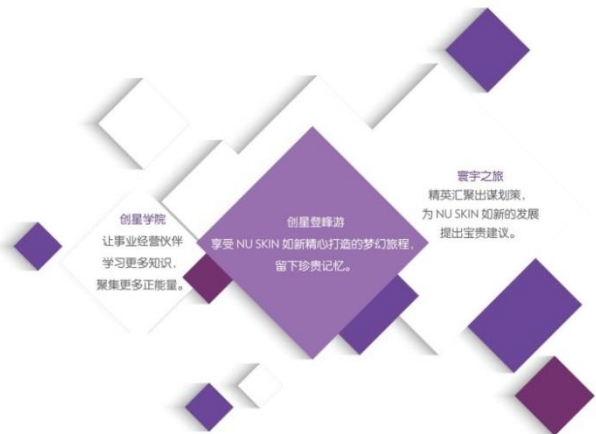 创星学院
让事业经营伙伴
学习更多知识，
聚集更多正能量。
创星登峰游
享受 NU SKIN 如新精心打造的梦幻旅程，
留下珍贵记忆。
寰宇之旅
精英汇聚出谋划策，
为 NU SKIN 如新的发展
提出宝贵建议。